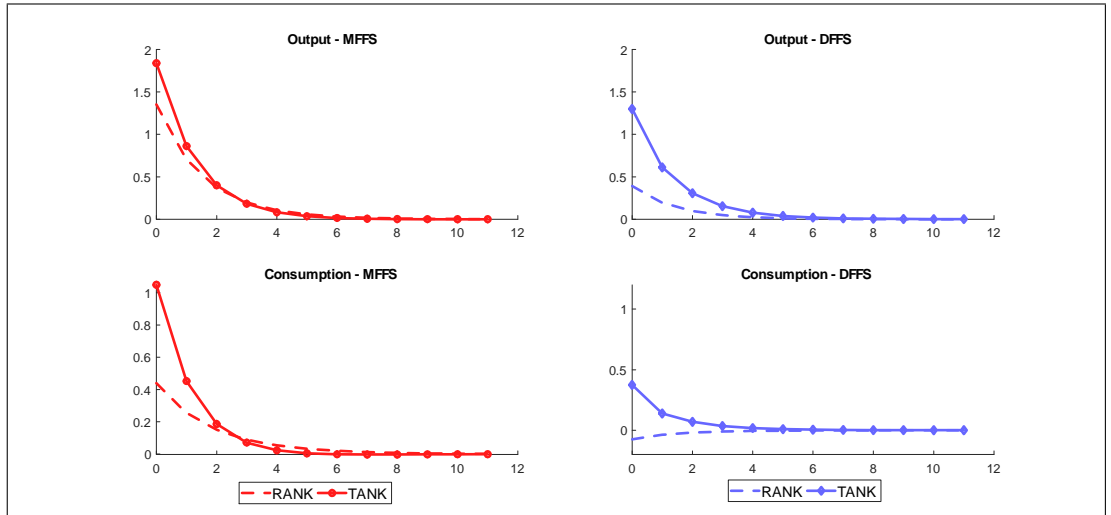 Output - MFFS
2
1.5
1
0.5
0
0 2 4 6 8 10 12
Output - DFFS
2
1.5
1
0.5
0
0 2 4 6 8 10 12
Consumption - MFFS
1
0.8
0.6
0.4
0.2
0
0 2 4 6 8 10 12
RANK TANK
Consumption - DFFS
1
0.5
0
0 2 4 6 8 10 12
RANK TANK